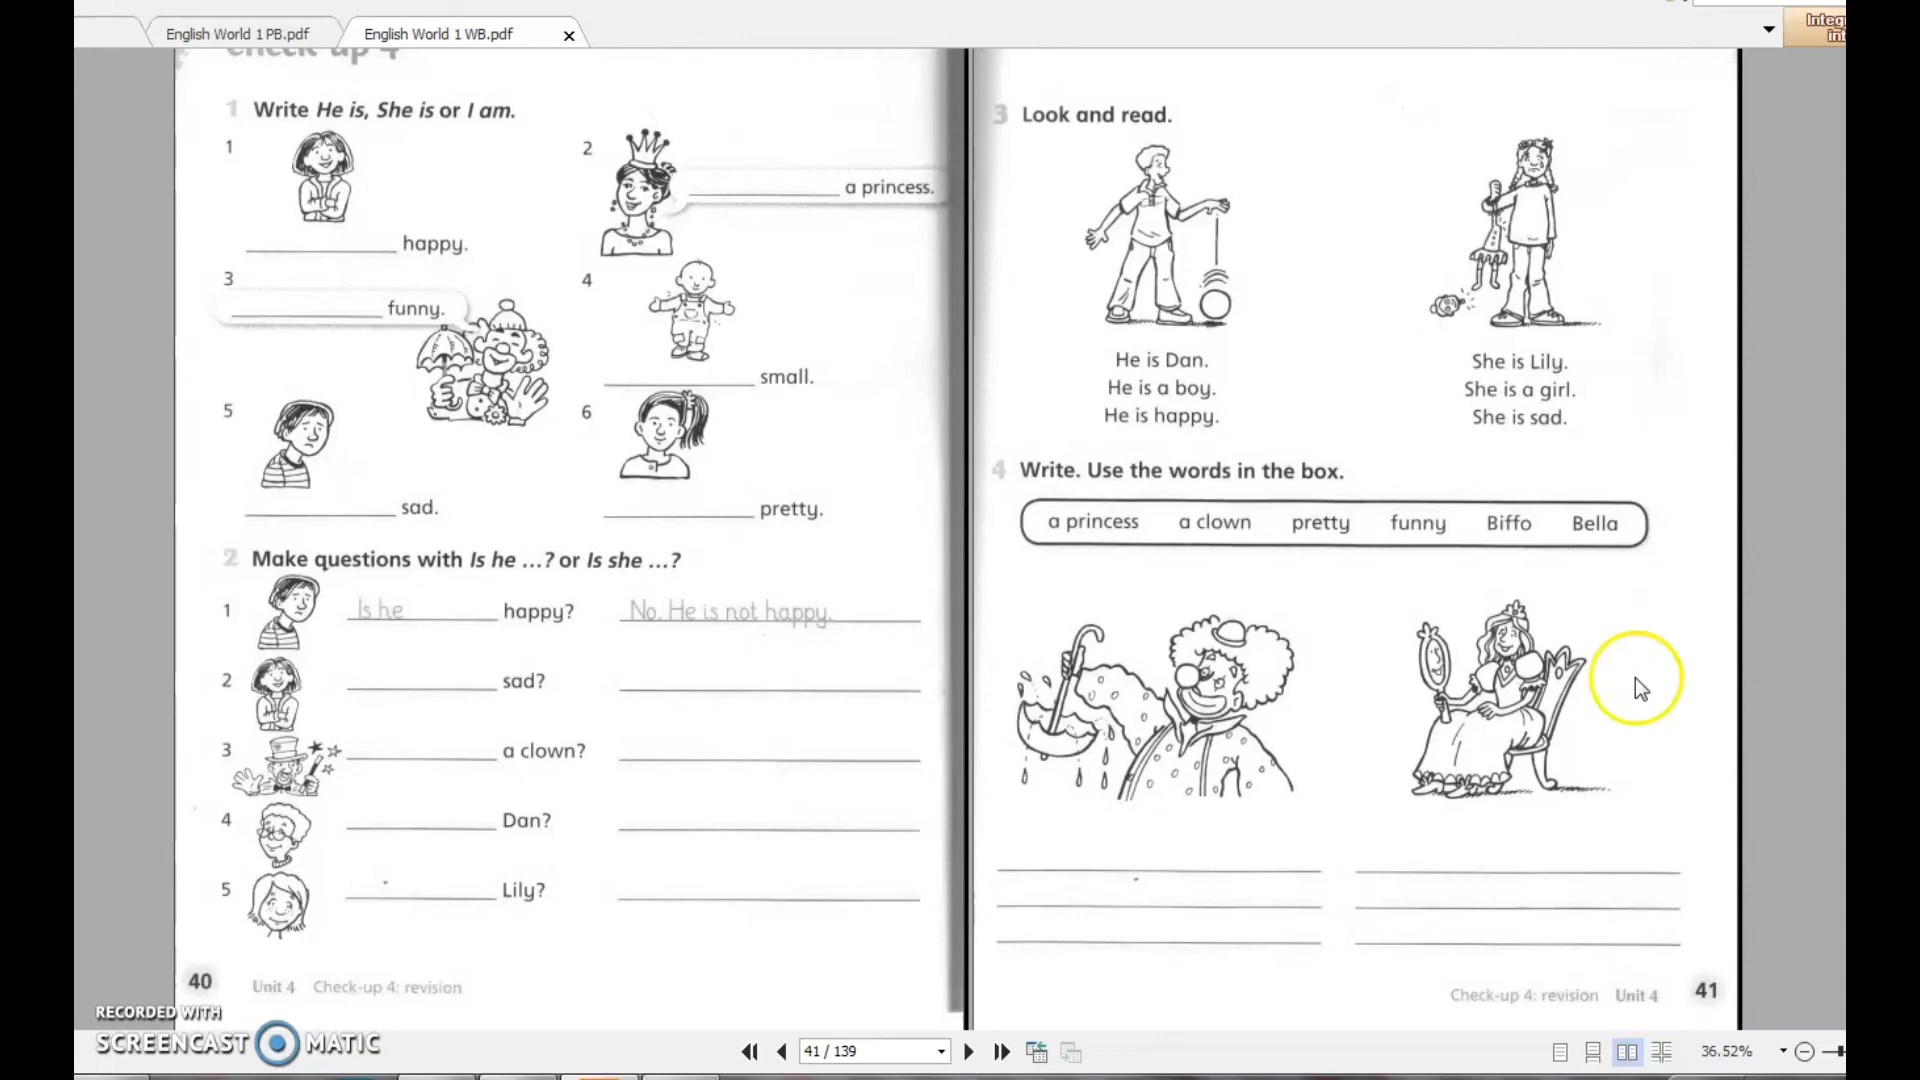 English World 1 PB.pdf
English World 1 WB.pdf
Check-up 4
1 Write He is, She is or I am.
1
happy.
2
a princess.
3
funny.
4
small.
5
sad.
6
pretty.
2 Make questions with Is he ...? or Is she ...?
1 Is he happy? No. He is not happy.
2 sad?
3 a clown?
4 Dan?
5 Lily?
40 Unit 4 Check-up 4: revision
3 Look and read.
He is Dan.
He is a boy.
He is happy.
She is Lily.
She is a girl.
She is sad.
4 Write. Use the words in the box.
a princess a clown pretty funny Biffo Bella
Check-up 4: revision Unit 4 41
RECORDED WITH
SCREENCAST MATIC
41 / 139
36.52%